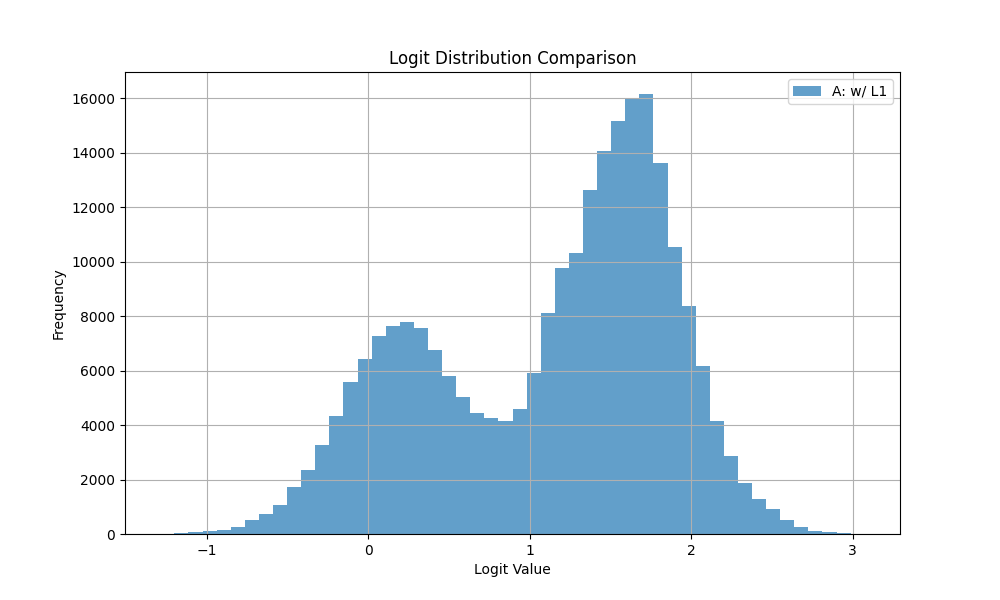 Logit Distribution Comparison
A: w/ L1
16000
14000
12000
10000
8000
6000
4000
2000
0
Frequency
−1 0 1 2 3
Logit Value